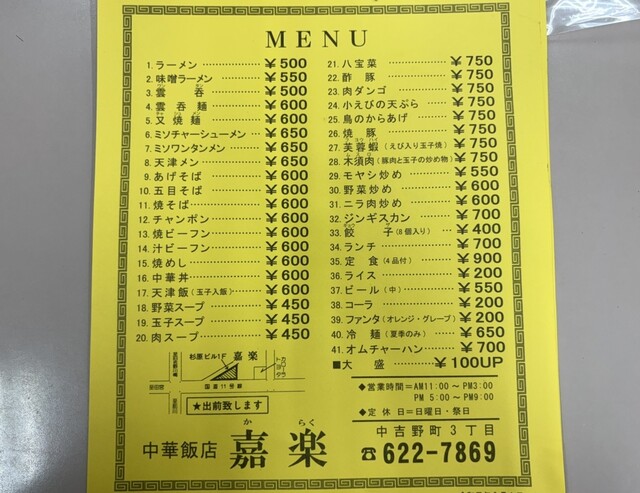 MENU
1. ラーメン ¥500
2. 味噌ラーメン ¥550
3. 雲呑 ¥500
4. 雲呑麺 ¥600
5. 叉焼麺 ¥600
6. ミソチャーシューメン ¥650
7. ミソワンタンメン ¥650
8. 天津メン ¥650
9. あげそば ¥600
10. 五目そば ¥600
11. 焼そば ¥600
12. チャンポン ¥600
13. 焼ビーフン ¥600
14. 汁ビーフン ¥600
15. 焼めし ¥600
16. 中華丼 ¥600
17. 天津飯(玉子入飯) ¥600
18. 野菜スープ ¥450
19. 玉子スープ ¥450
20. 肉スープ ¥450
21. 八宝菜 ¥750
22. 酢豚 ¥750
23. 肉ダンゴ ¥750
24. 小えびの天ぷら ¥750
25. 鳥のからあげ ¥750
26. 焼豚 ¥750
27. 芙蓉蝦(えび入り玉子焼) ¥750
28. 木須肉(豚肉と玉子の炒め物) ¥750
29. モヤシ炒め ¥550
30. 野菜炒め ¥600
31. ニラ肉炒め ¥600
32. ジンギスカン ¥700
33. 餃子(8個入り) ¥400
34. ランチ ¥700
35. 定食(4品付) ¥900
36. ライス ¥200
37. ビール(中) ¥550
38. コーラ ¥200
39. ファンタ(オレンジ・グレープ) ¥200
40. 冷麺(夏季のみ) ¥650
41. オムチャーハン ¥700
■大盛 ¥100UP
杉原ビル1F 嘉楽
国道11号線
★出前致します
◆営業時間=AM11:00~PM3:00
PM 5:00~PM9:00
◆定休日=日曜日・祭日
か らく
中華飯店 嘉楽
中吉野町3丁目
☎622-7869